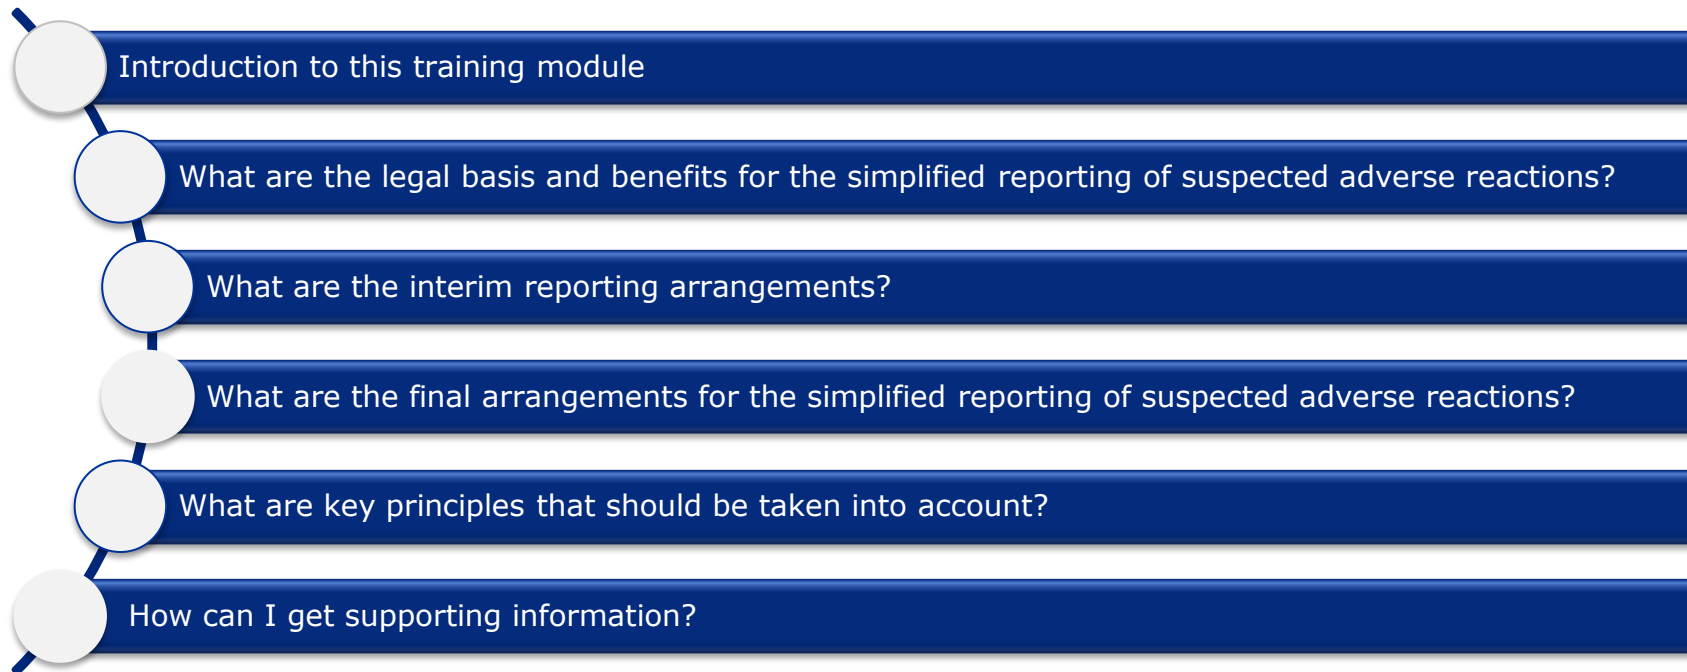 Introduction to this training module
What are the legal basis and benefits for the simplified reporting of suspected adverse reactions?
What are the interim reporting arrangements?
What are the final arrangements for the simplified reporting of suspected adverse reactions?
What are key principles that should be taken into account?
How can I get supporting information?